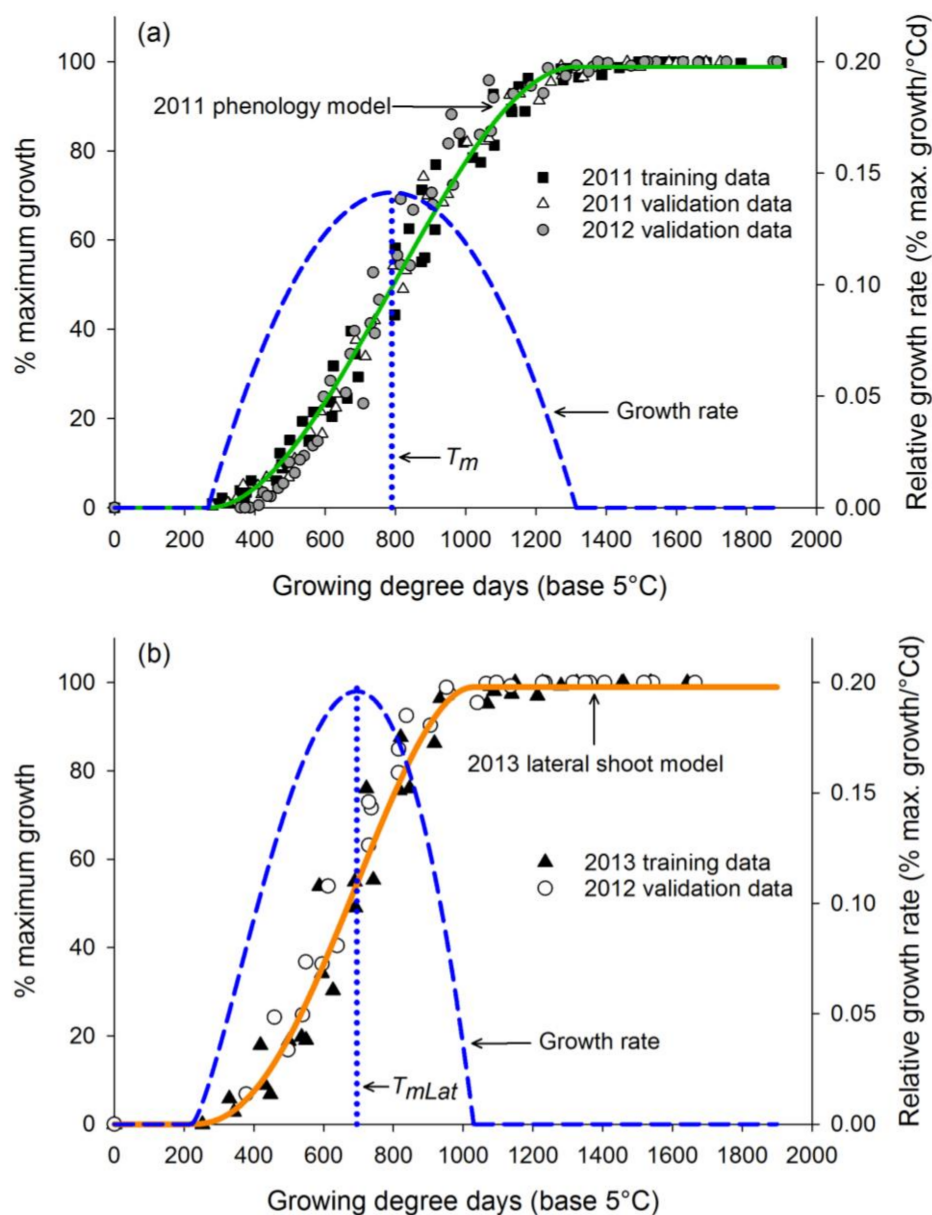 (a)
100
80
60
40
20
0
% maximum growth
0.20
0.15
0.10
0.05
0.00
Relative growth rate (% max. growth/°Cd)
2011 phenology model
2011 training data
2011 validation data
2012 validation data
Growth rate
Tm
0 200 400 600 800 1000 1200 1400 1600 1800 2000
Growing degree days (base 5°C)
(b)
100
80
60
40
20
0
% maximum growth
0.20
0.15
0.10
0.05
0.00
Relative growth rate (% max. growth/°Cd)
2013 lateral shoot model
2013 training data
2012 validation data
Growth rate
TmLat
0 200 400 600 800 1000 1200 1400 1600 1800 2000
Growing degree days (base 5°C)